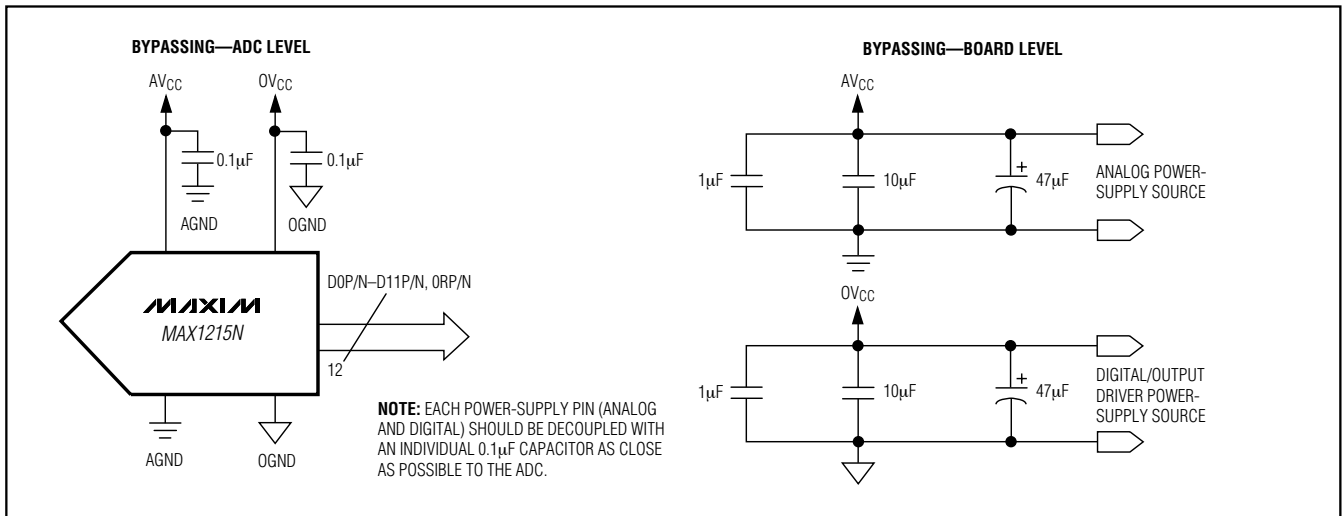 BYPASSING—ADC LEVEL
AVCC
OVCC
0.1µF
0.1µF
AGND
OGND
D0P/N–D11P/N, 0RP/N
MAXIM
MAX1215N
12
AGND
OGND
NOTE: EACH POWER-SUPPLY PIN (ANALOG
AND DIGITAL) SHOULD BE DECOUPLED WITH
AN INDIVIDUAL 0.1µF CAPACITOR AS CLOSE
AS POSSIBLE TO THE ADC.
BYPASSING—BOARD LEVEL
AVCC
1µF
10µF
+
47µF
ANALOG POWER-
SUPPLY SOURCE
OVCC
1µF
10µF
+
47µF
DIGITAL/OUTPUT
DRIVER POWER-
SUPPLY SOURCE